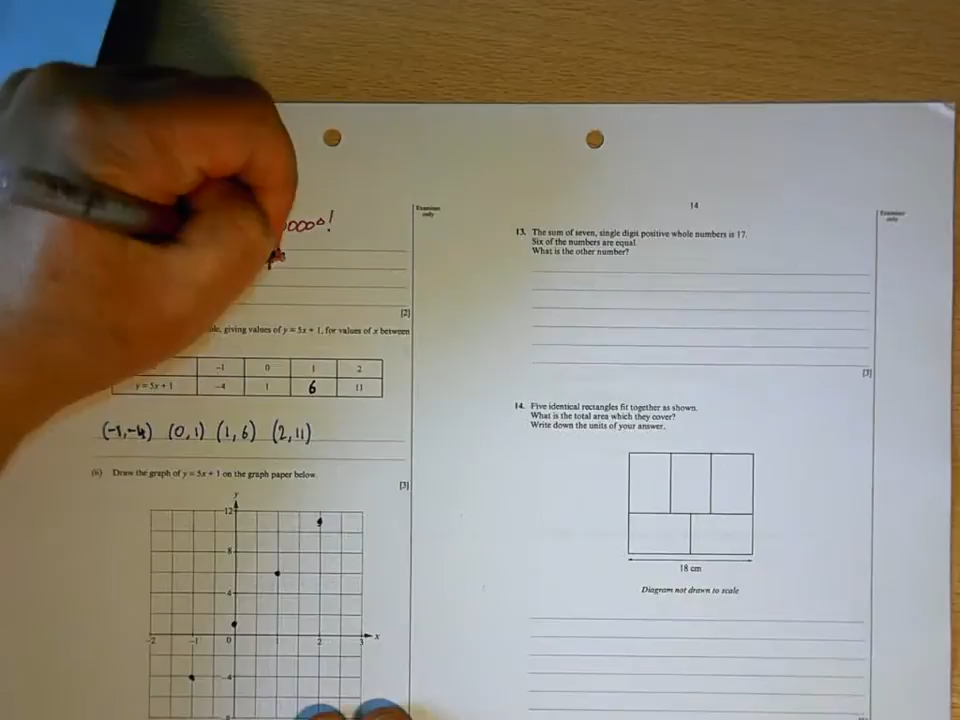 Examiner only
[2]
giving values of y = 5x + 1, for values of x between
-1 0 1 2
y = 5x + 1 -4 1 6 11
(-1,-4) (0,1) (1,6) (2,11)
(ii) Draw the graph of y = 5x + 1 on the graph paper below.
[3]
y
12
8
4
-2 -1 0 1 2 3 x
-4
14
Examiner only
13. The sum of seven, single digit positive whole numbers is 17.
Six of the numbers are equal.
What is the other number?
[3]
14. Five identical rectangles fit together as shown.
What is the total area which they cover?
Write down the units of your answer.
18 cm
Diagram not drawn to scale